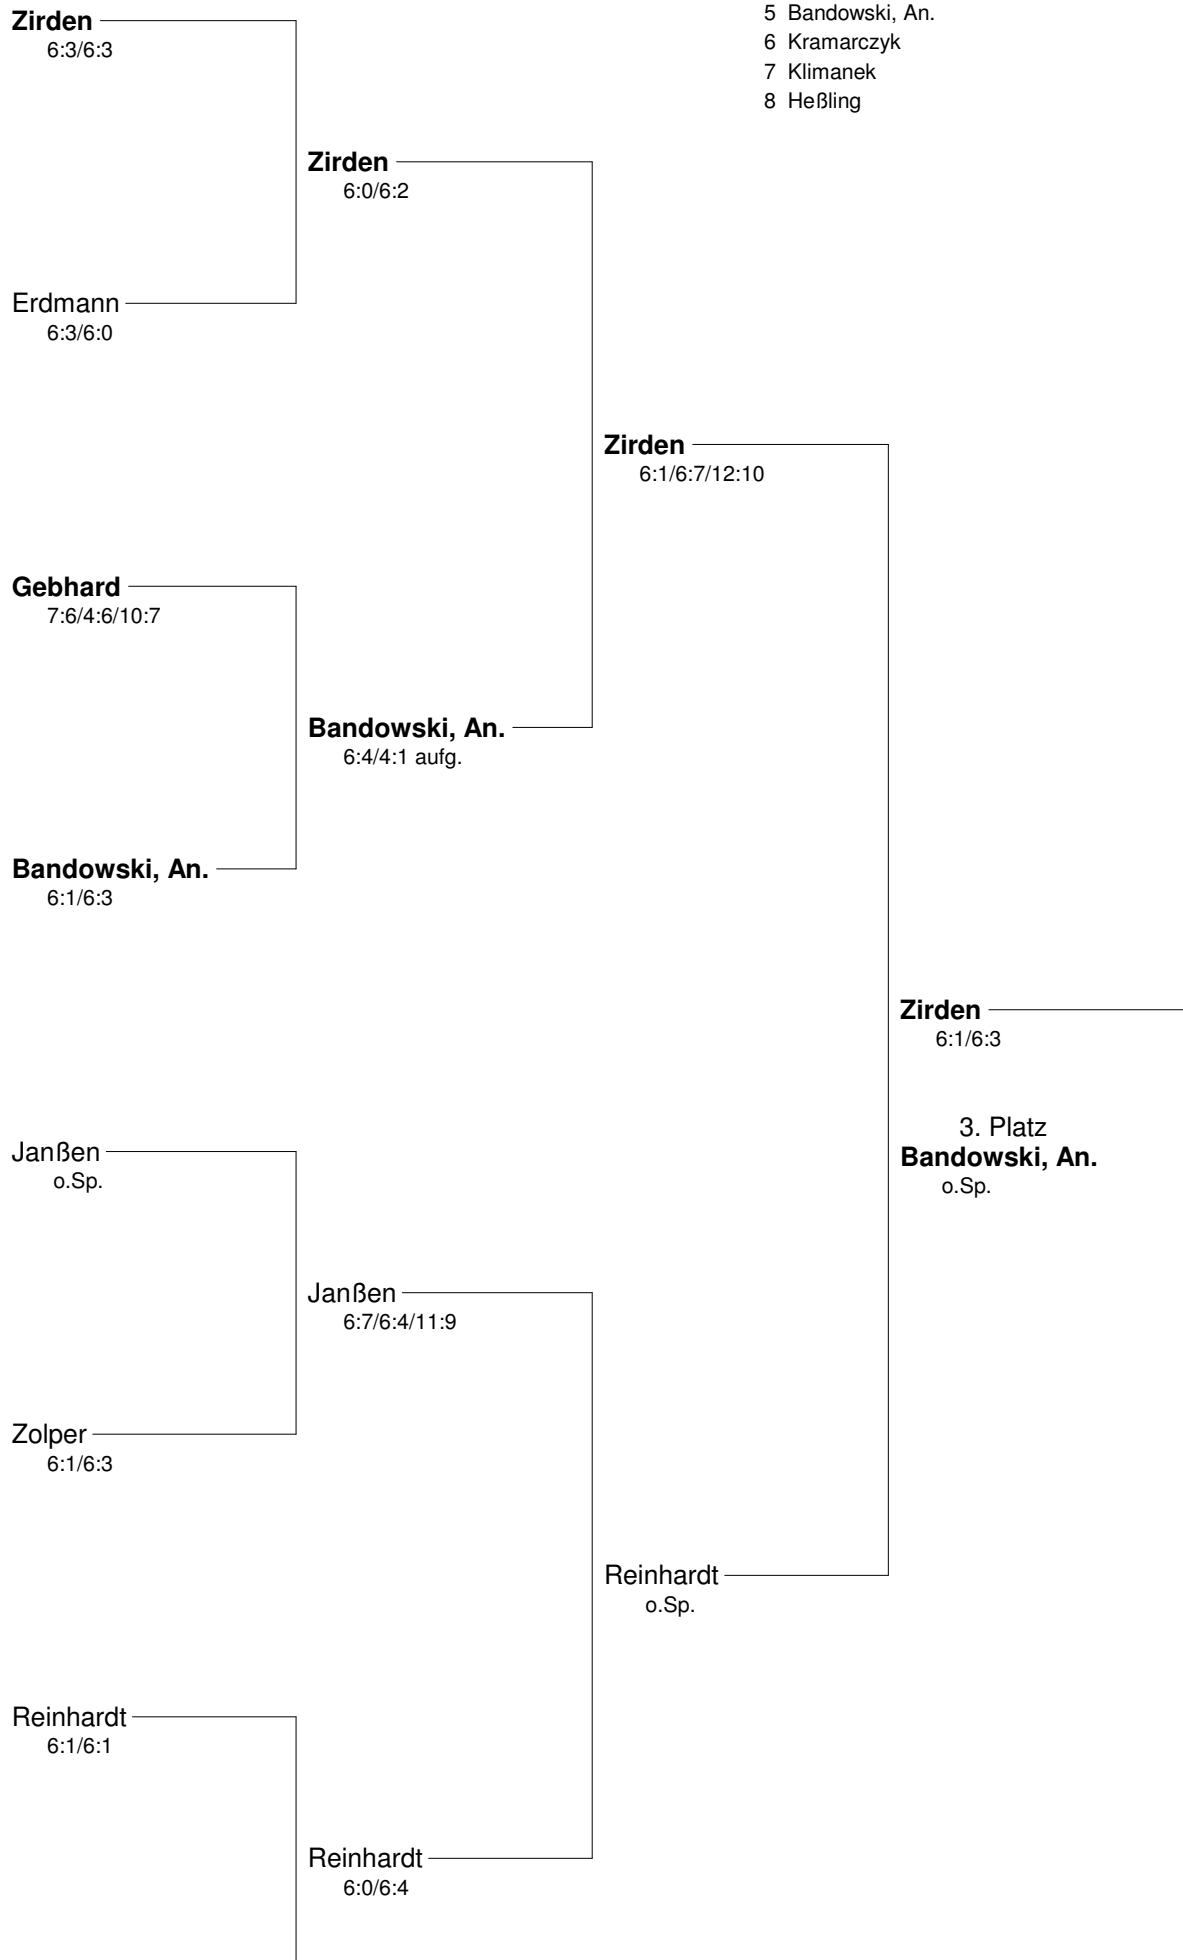 Zirden
6:3/6:3
5 Bandowski, An.
6 Kramarczyk
7 Klimanek
8 Heßling
Zirden
6:0/6:2
Erdmann
6:3/6:0
Zirden
6:1/6:7/12:10
Gebhard
7:6/4:6/10:7
Bandowski, An.
6:4/4:1 aufg.
Bandowski, An.
6:1/6:3
Zirden
6:1/6:3
3. Platz
Bandowski, An.
o.Sp.
Janßen
o.Sp.
Janßen
6:7/6:4/11:9
Zolper
6:1/6:3
Reinhardt
o.Sp.
Reinhardt
6:1/6:1
Reinhardt
6:0/6:4